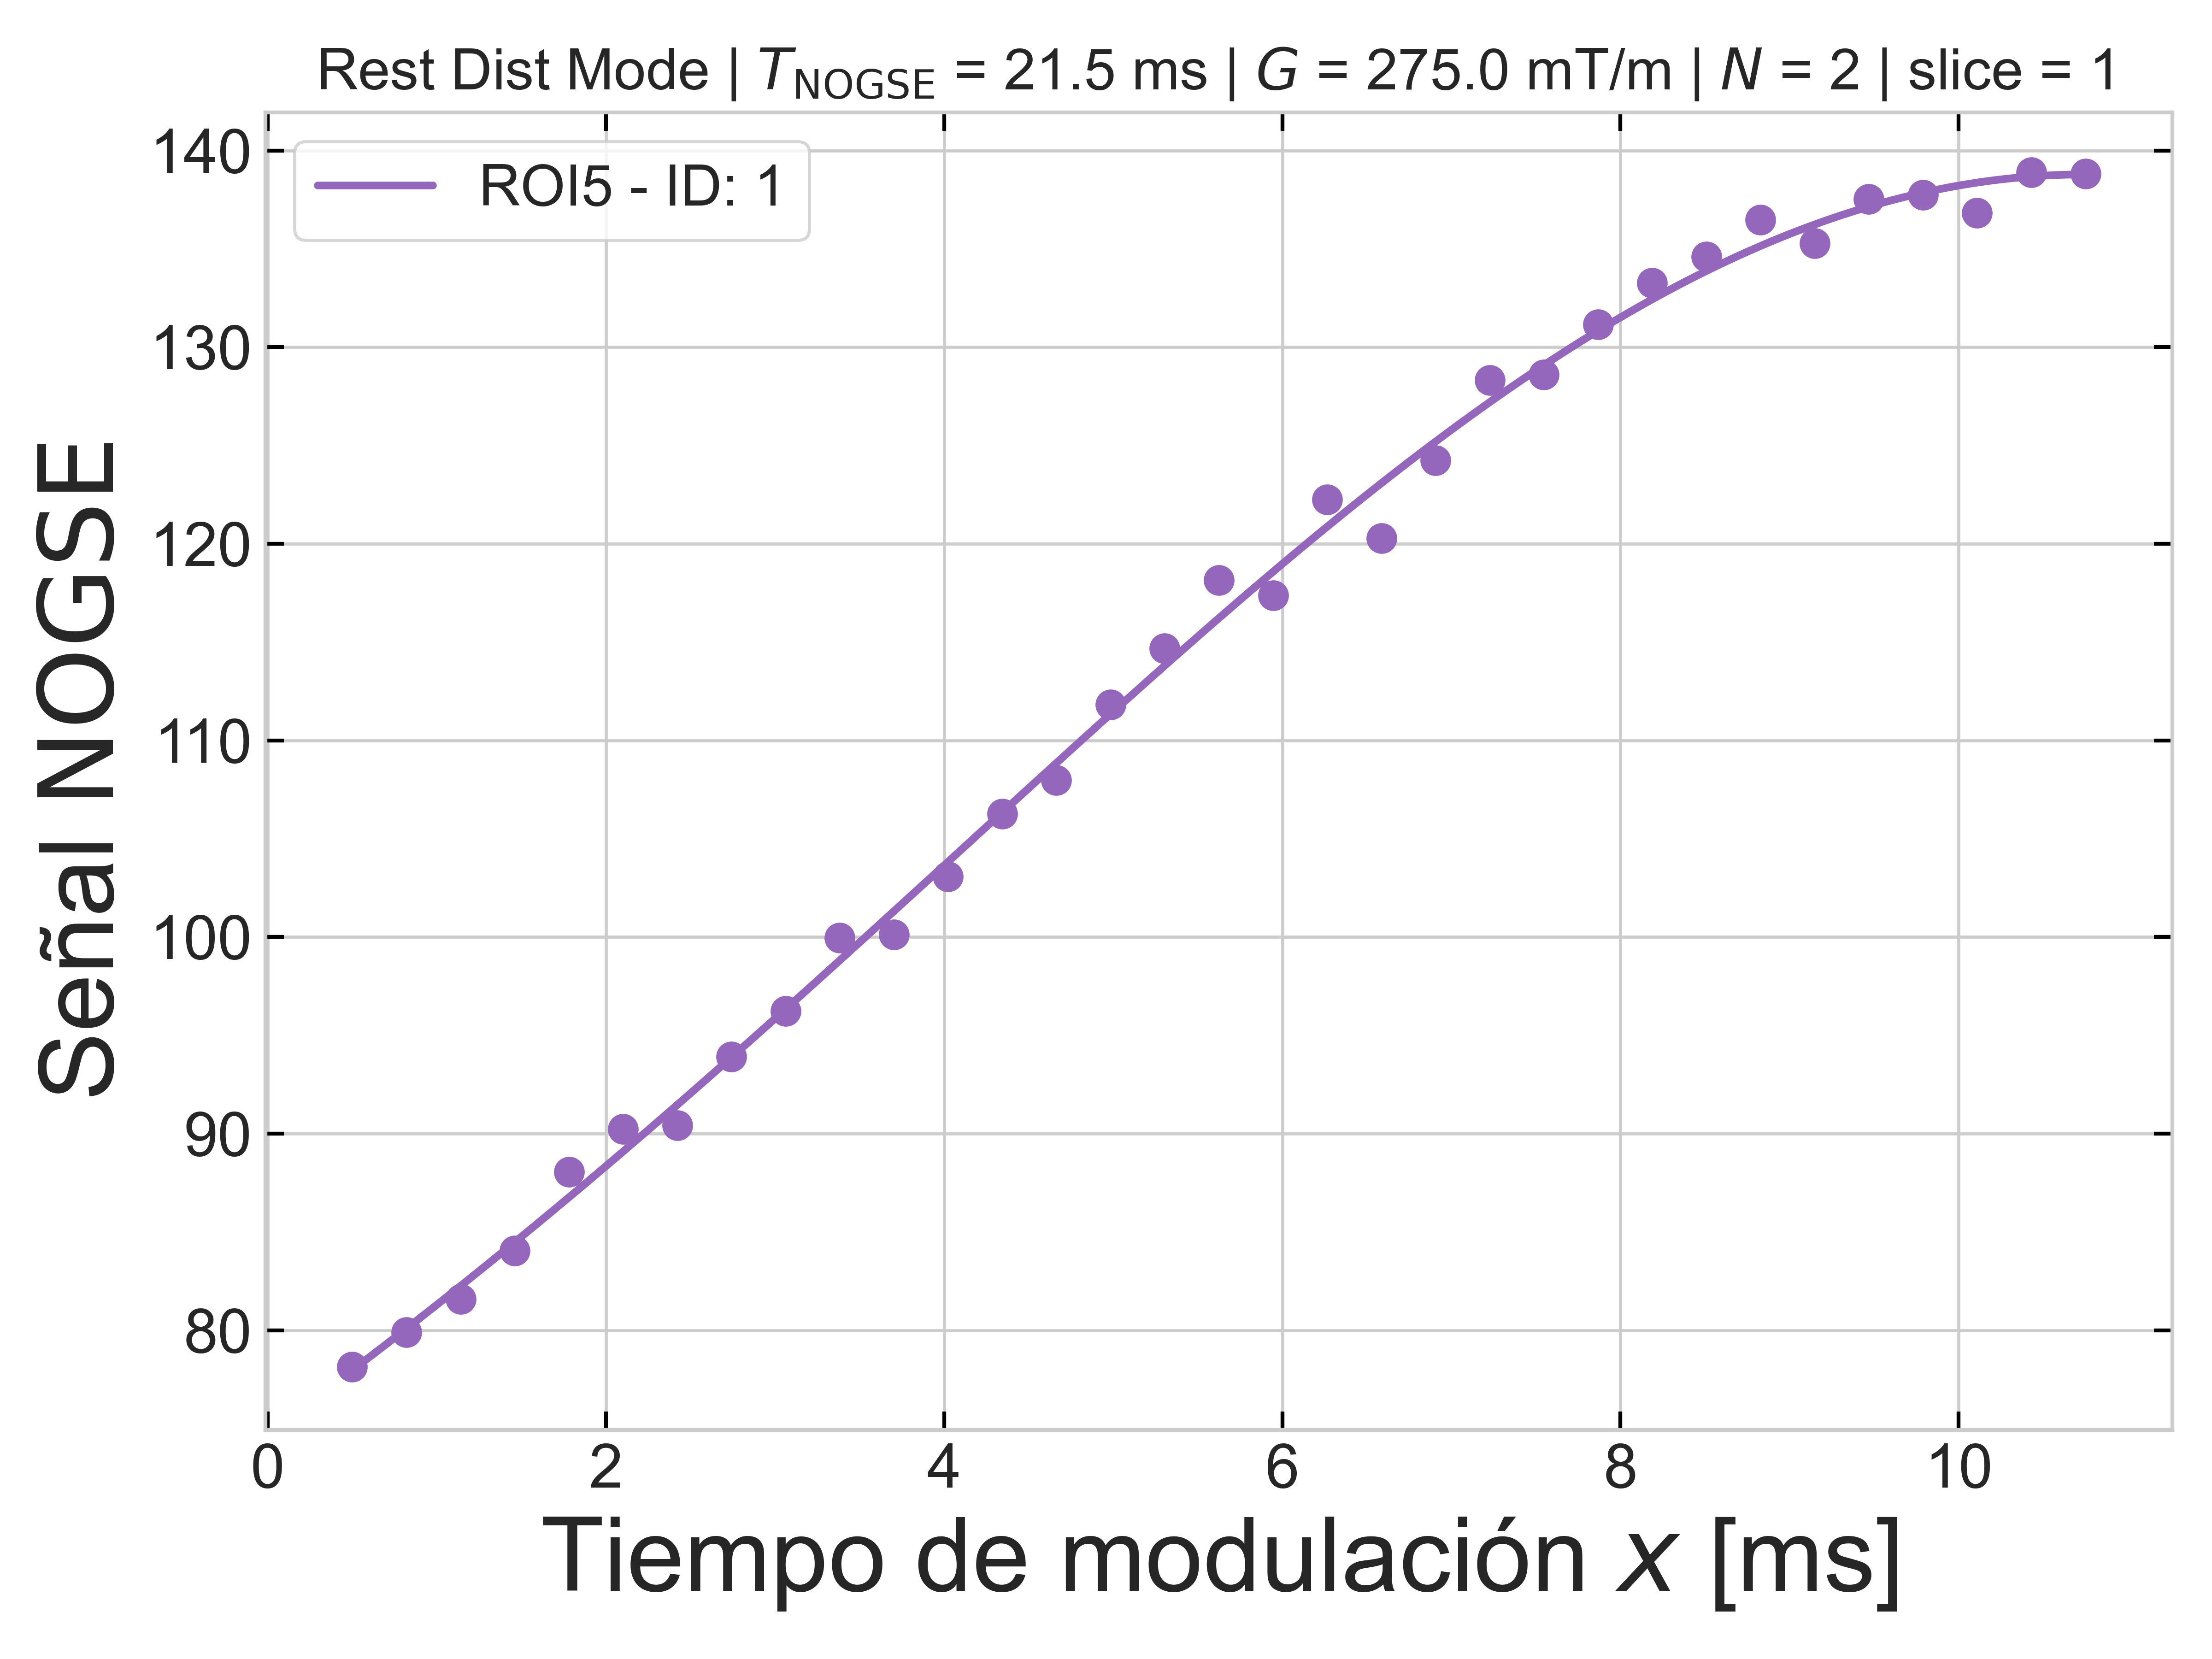 Rest Dist Mode | T_NOGSE = 21.5 ms | G = 275.0 mT/m | N = 2 | slice = 1
ROI5 - ID: 1
140
130
120
110
100
90
80
Señal NOGSE
0 2 4 6 8 10
Tiempo de modulación x [ms]